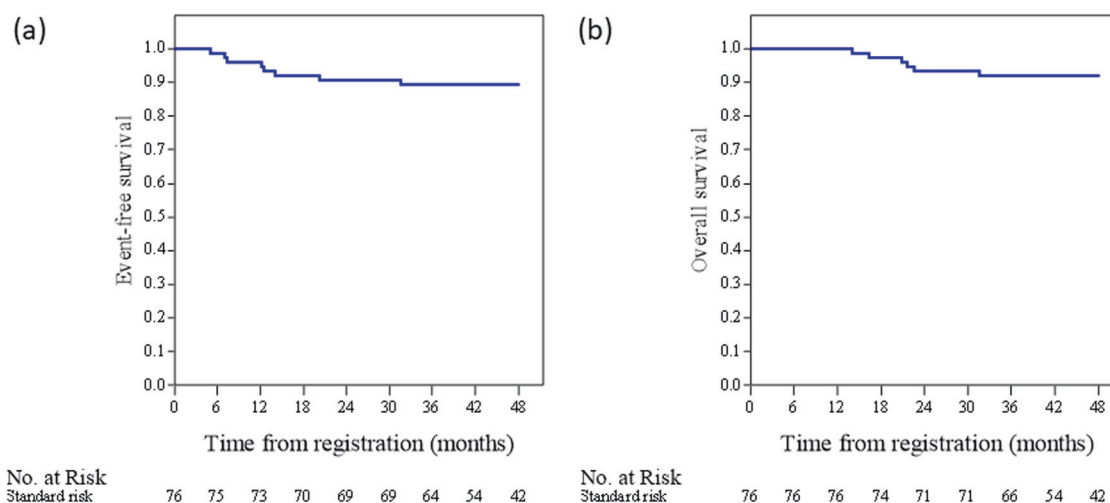 (a)
1.0
0.9
0.8
0.7
0.6
0.5
0.4
0.3
0.2
0.1
0.0
Event-free survival
0 6 12 18 24 30 36 42 48
Time from registration (months)
No. at Risk
Standard risk 76 75 73 70 69 69 64 54 42
(b)
1.0
0.9
0.8
0.7
0.6
0.5
0.4
0.3
0.2
0.1
0.0
Overall survival
0 6 12 18 24 30 36 42 48
Time from registration (months)
No. at Risk
Standard risk 76 76 76 74 71 71 66 54 42